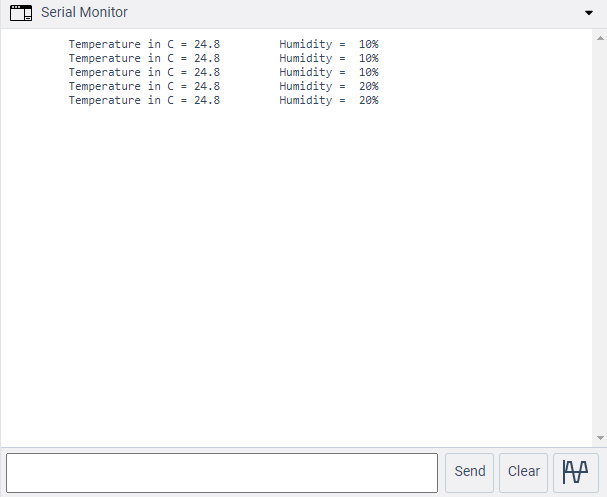 Serial Monitor
Temperature in C = 24.8 Humidity = 10%
Temperature in C = 24.8 Humidity = 10%
Temperature in C = 24.8 Humidity = 10%
Temperature in C = 24.8 Humidity = 20%
Temperature in C = 24.8 Humidity = 20%
Send Clear